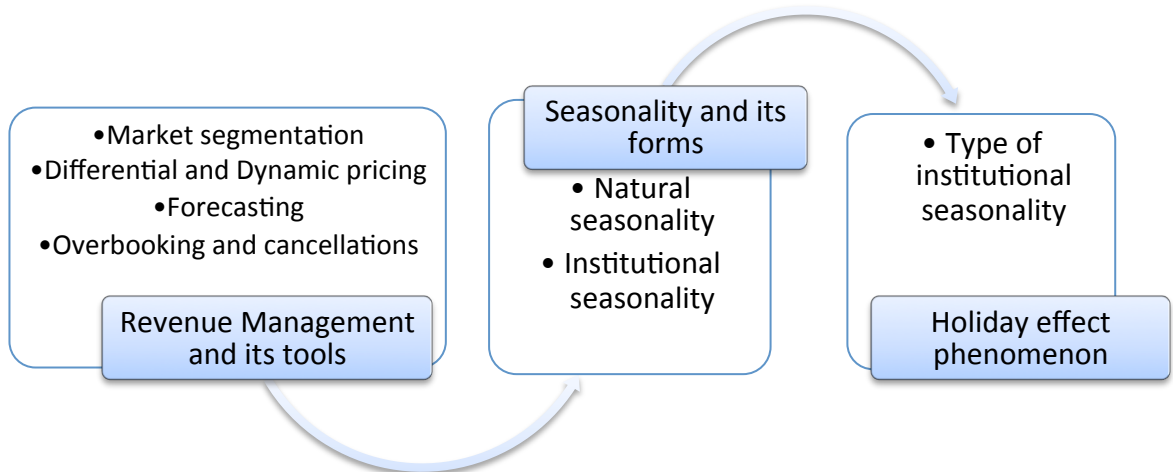 •Market segmentation
•Differential and Dynamic pricing
•Forecasting
•Overbooking and cancellations
Revenue Management
and its tools
Seasonality and its
forms
• Natural
seasonality
• Institutional
seasonality
• Type of
institutional
seasonality
Holiday effect
phenomenon